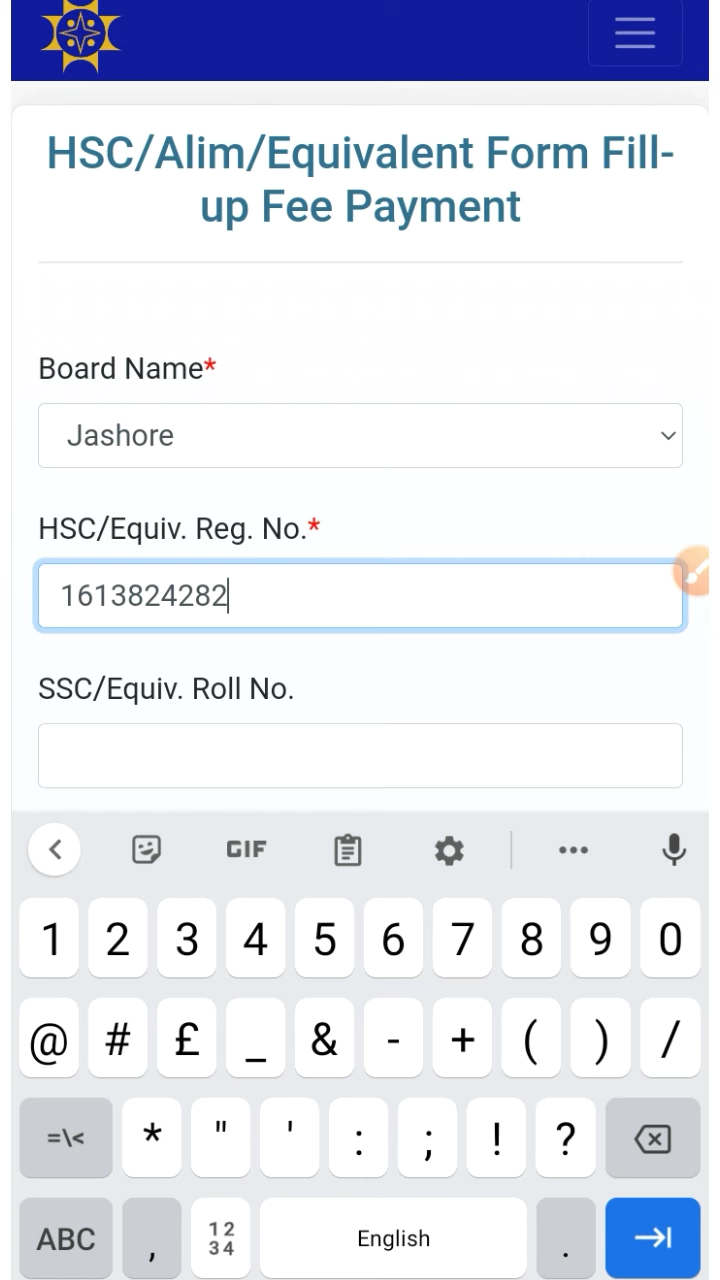 HSC/Alim/Equivalent Form Fill-
up Fee Payment
Board Name*
Jashore
HSC/Equiv. Reg. No.*
1613824282
SSC/Equiv. Roll No.
GIF
1 2 3 4 5 6 7 8 9 0
@ # £ _ & - + ( ) /
=\< * " ' : ; ! ?
ABC , 12 34 English .